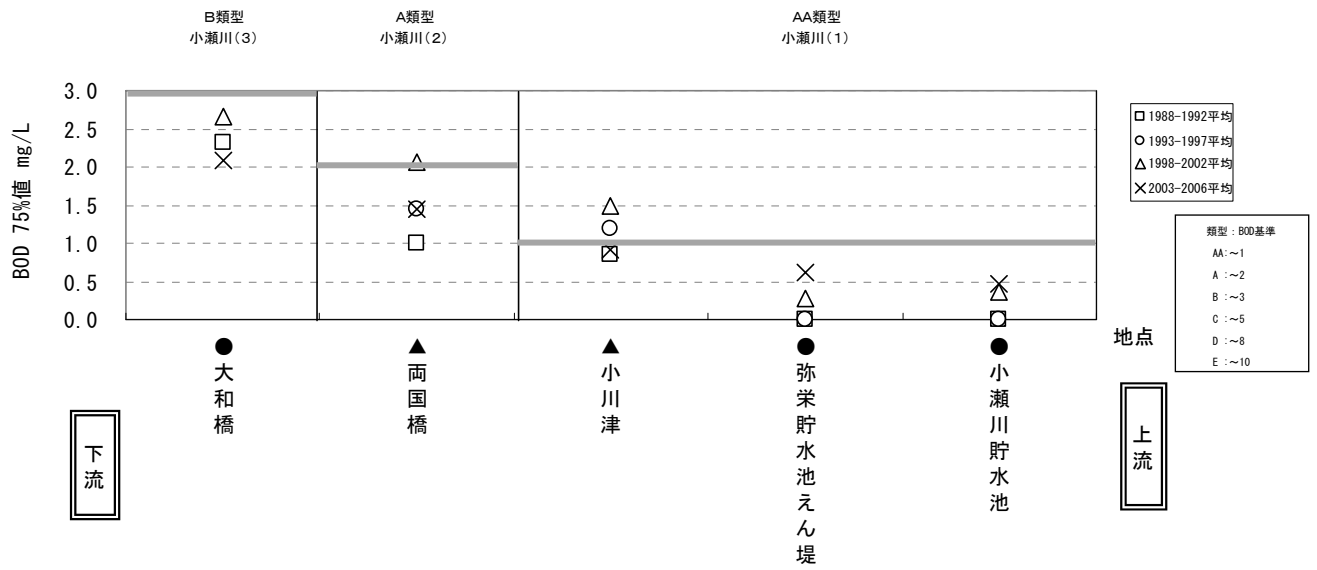 B類型
小瀬川(3)
A類型
小瀬川(2)
AA類型
小瀬川(1)
BOD 75%値 mg/L
3.0
2.5
2.0
1.5
1.0
0.5
0.0
□ 1988-1992平均
○ 1993-1997平均
△ 1998-2002平均
× 2003-2006平均
類型:BOD基準
AA:~1
A :~2
B :~3
C :~5
D :~8
E :~10
地点
●大和橋
▲両国橋
▲小川津
●弥栄貯水池えん堤
●小瀬川貯水池
下流
上流